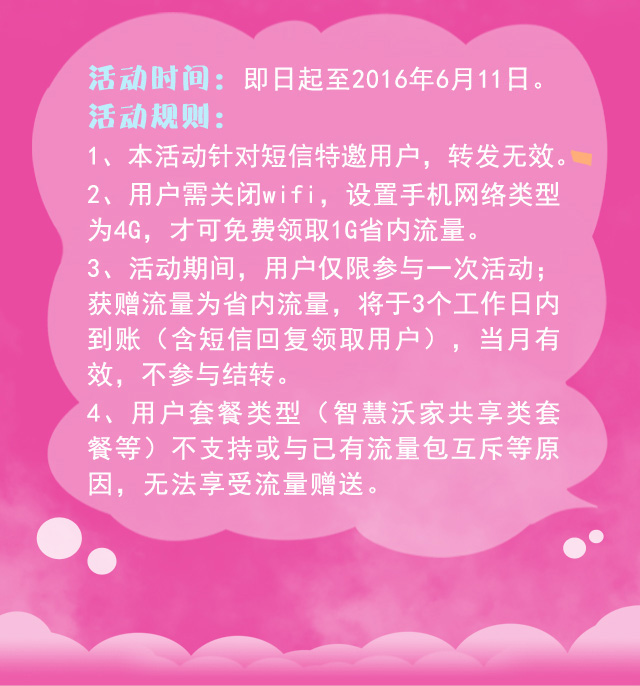 活动时间：即日起至2016年6月11日。
活动规则：
1、本活动针对短信特邀用户，转发无效。
2、用户需关闭wifi，设置手机网络类型
为4G，才可免费领取1G省内流量。
3、活动期间，用户仅限参与一次活动；
获赠流量为省内流量，将于3个工作日内
到账（含短信回复领取用户），当月有
效，不参与结转。
4、用户套餐类型（智慧沃家共享类套
餐等）不支持或与已有流量包互斥等原
因，无法享受流量赠送。